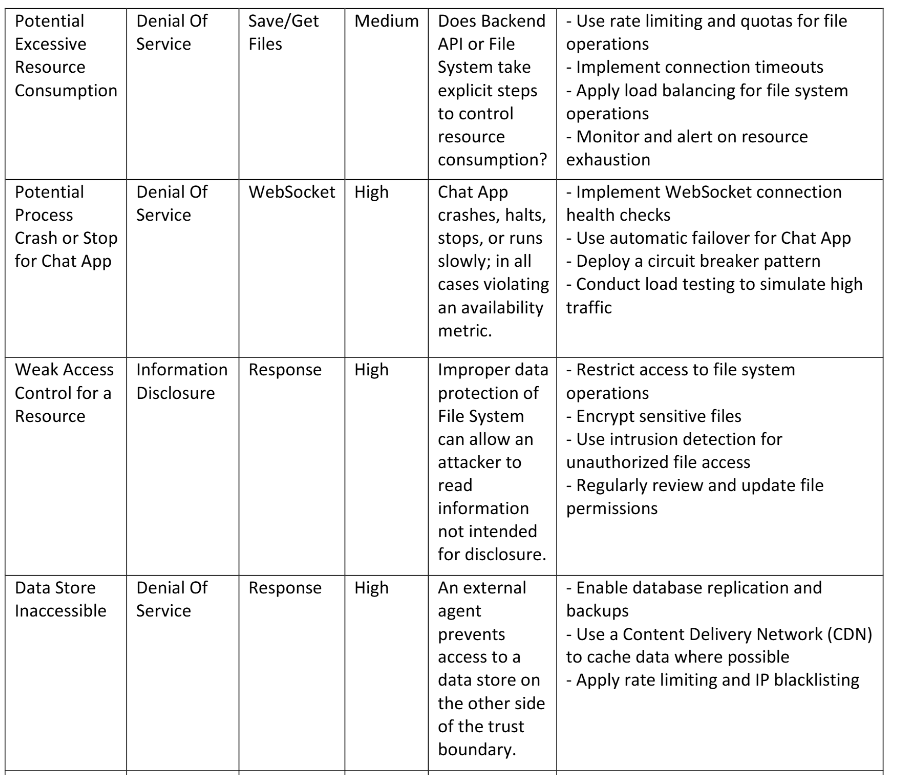 Potential
Excessive
Resource
Consumption
Denial Of
Service
Save/Get
Files
Medium
Does Backend
API or File
System take
explicit steps
to control
resource
consumption?
- Use rate limiting and quotas for file
operations
- Implement connection timeouts
- Apply load balancing for file system
operations
- Monitor and alert on resource
exhaustion
Potential
Process
Crash or Stop
for Chat App
Denial Of
Service
WebSocket
High
Chat App
crashes, halts,
stops, or runs
slowly; in all
cases violating
an availability
metric.
- Implement WebSocket connection
health checks
- Use automatic failover for Chat App
- Deploy a circuit breaker pattern
- Conduct load testing to simulate high
traffic
Weak Access
Control for a
Resource
Information
Disclosure
Response
High
Improper data
protection of
File System
can allow an
attacker to
read
information
not intended
for disclosure.
- Restrict access to file system
operations
- Encrypt sensitive files
- Use intrusion detection for
unauthorized file access
- Regularly review and update file
permissions
Data Store
Inaccessible
Denial Of
Service
Response
High
An external
agent
prevents
access to a
data store on
the other side
of the trust
boundary.
- Enable database replication and
backups
- Use a Content Delivery Network (CDN)
to cache data where possible
- Apply rate limiting and IP blacklisting